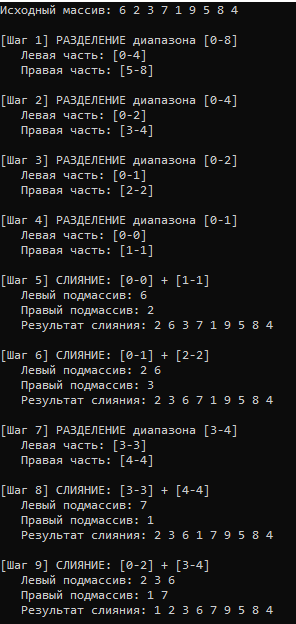 Исходный массив: 6 2 3 7 1 9 5 8 4
[Шаг 1] РАЗДЕЛЕНИЕ диапазона [0-8]
Левая часть: [0-4]
Правая часть: [5-8]
[Шаг 2] РАЗДЕЛЕНИЕ диапазона [0-4]
Левая часть: [0-2]
Правая часть: [3-4]
[Шаг 3] РАЗДЕЛЕНИЕ диапазона [0-2]
Левая часть: [0-1]
Правая часть: [2-2]
[Шаг 4] РАЗДЕЛЕНИЕ диапазона [0-1]
Левая часть: [0-0]
Правая часть: [1-1]
[Шаг 5] СЛИЯНИЕ: [0-0] + [1-1]
Левый подмассив: 6
Правый подмассив: 2
Результат слияния: 2 6 3 7 1 9 5 8 4
[Шаг 6] СЛИЯНИЕ: [0-1] + [2-2]
Левый подмассив: 2 6
Правый подмассив: 3
Результат слияния: 2 3 6 7 1 9 5 8 4
[Шаг 7] РАЗДЕЛЕНИЕ диапазона [3-4]
Левая часть: [3-3]
Правая часть: [4-4]
[Шаг 8] СЛИЯНИЕ: [3-3] + [4-4]
Левый подмассив: 7
Правый подмассив: 1
Результат слияния: 2 3 6 1 7 9 5 8 4
[Шаг 9] СЛИЯНИЕ: [0-2] + [3-4]
Левый подмассив: 2 3 6
Правый подмассив: 1 7
Результат слияния: 1 2 3 6 7 9 5 8 4